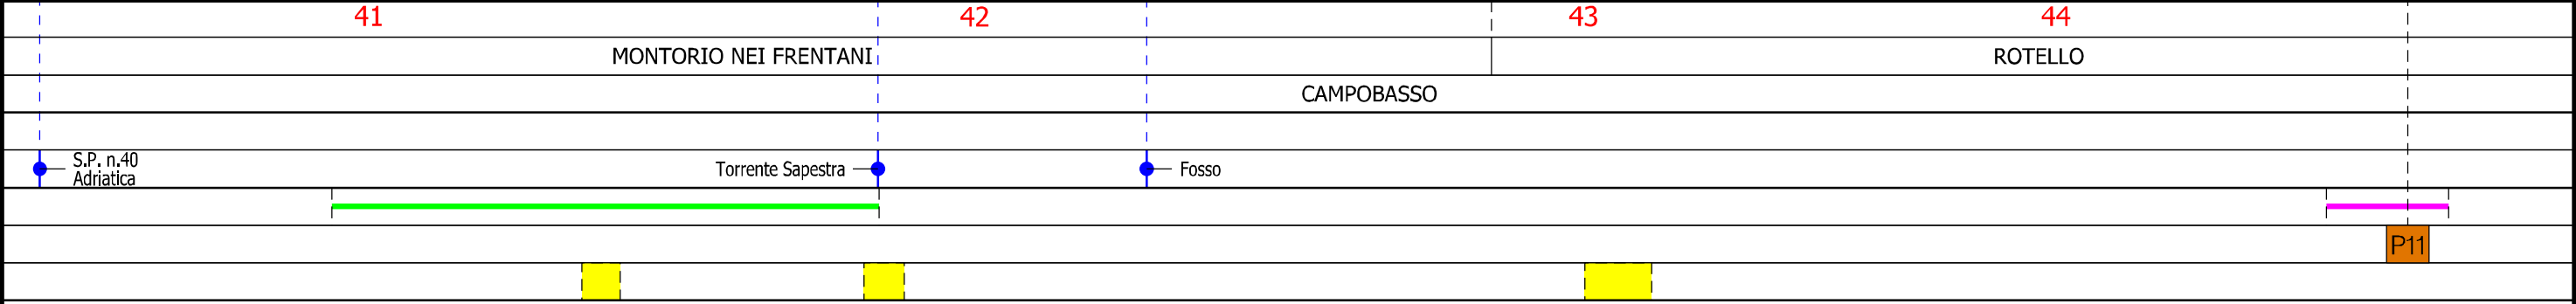 41 42 43 44
MONTORIO NEI FRENTANI ROTELLO
CAMPOBASSO
S.P. n.40
Adriatica
Torrente Sapestra
Fosso
P11